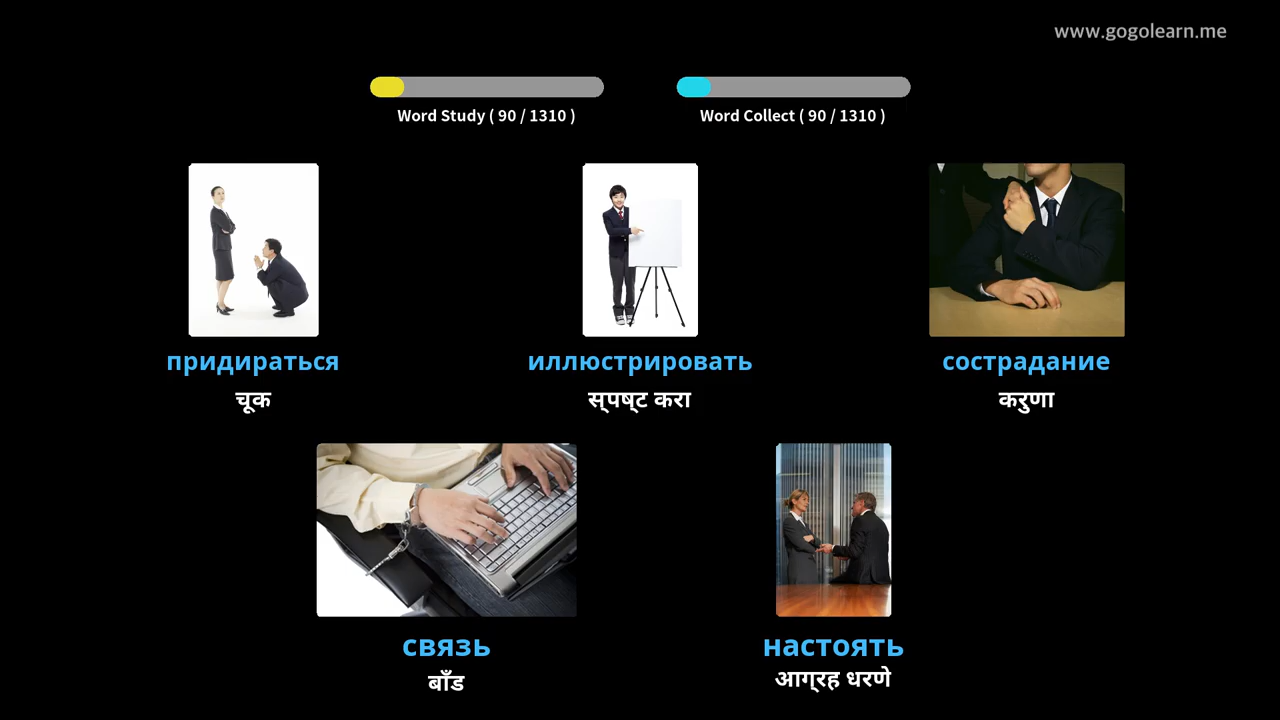 www.gogolearn.me
Word Study ( 90 / 1310 )
Word Collect ( 90 / 1310 )
придираться
चूक
иллюстрировать
स्पष्ट करा
сострадание
करुणा
связь
बाँड
настоять
आग्रह धरणे